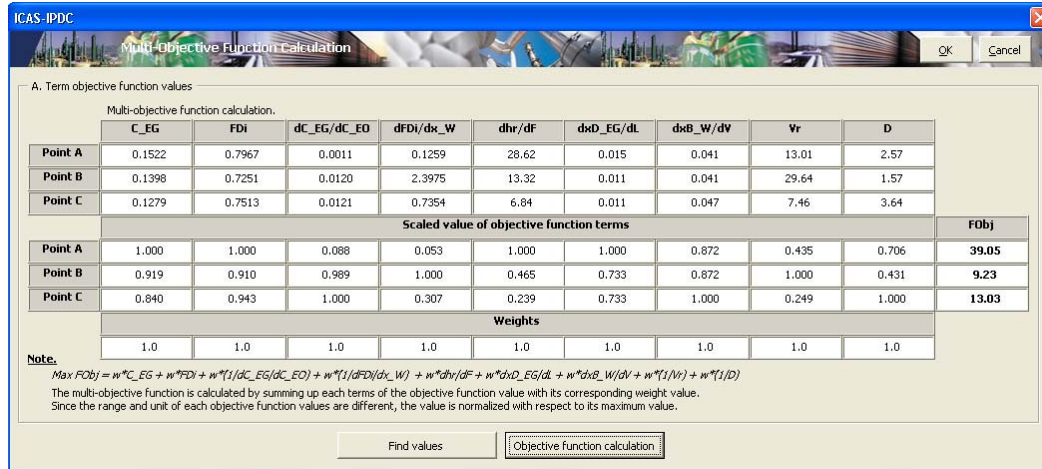 ICAS-IPDC
Multi-Objective Function Calculation
OK Cancel
A. Term objective function values
Multi-objective function calculation.
C_EG FDi dC_EG/dC_EO dFDi/dx_W dhr/dF dxD_EG/dL dxB_W/dV Vr D
Point A 0.1522 0.7967 0.0011 0.1259 28.62 0.015 0.041 13.01 2.57
Point B 0.1398 0.7251 0.0120 2.3975 13.32 0.011 0.041 29.64 1.57
Point C 0.1279 0.7513 0.0121 0.7354 6.84 0.011 0.047 7.46 3.64
Scaled value of objective function terms FObj
Point A 1.000 1.000 0.088 0.053 1.000 1.000 0.872 0.435 0.706 39.05
Point B 0.919 0.910 0.989 1.000 0.465 0.733 0.872 1.000 0.431 9.23
Point C 0.840 0.943 1.000 0.307 0.239 0.733 1.000 0.249 1.000 13.03
Weights
1.0 1.0 1.0 1.0 1.0 1.0 1.0 1.0 1.0
Note.
Max FObj = w*C_EG + w*FDi + w*(1/dC_EG/dC_EO) + w*(1/dFDi/dx_W) + w*dhr/dF + w*dxD_EG/dL + w*dxB_W/dV + w*(1/Vr) + w*(1/D)
The multi-objective function is calculated by summing up each terms of the objective function value with its corresponding weight value.
Since the range and unit of each objective function values are different, the value is normalized with respect to its maximum value.
Find values Objective function calculation